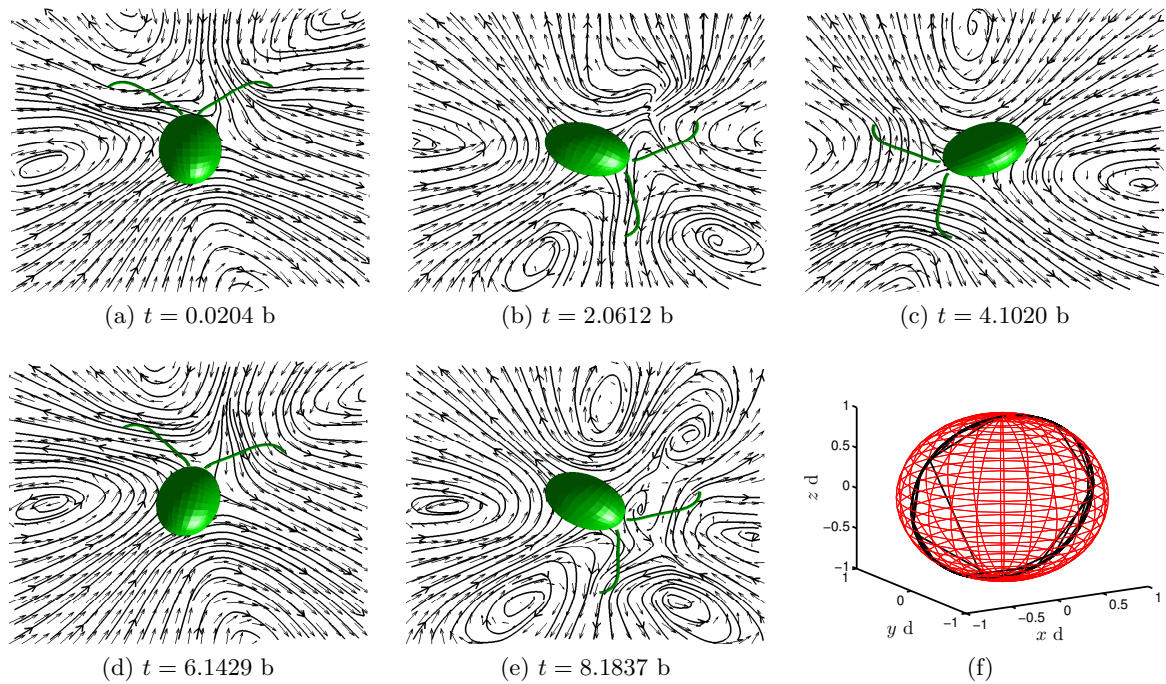 (a) t = 0.0204 b
(b) t = 2.0612 b
(c) t = 4.1020 b
1
0.5
0
−0.5
−1
z d
1
0
−1
y d
−1
−0.5
0
0.5
1
x d
(d) t = 6.1429 b
(e) t = 8.1837 b
(f)